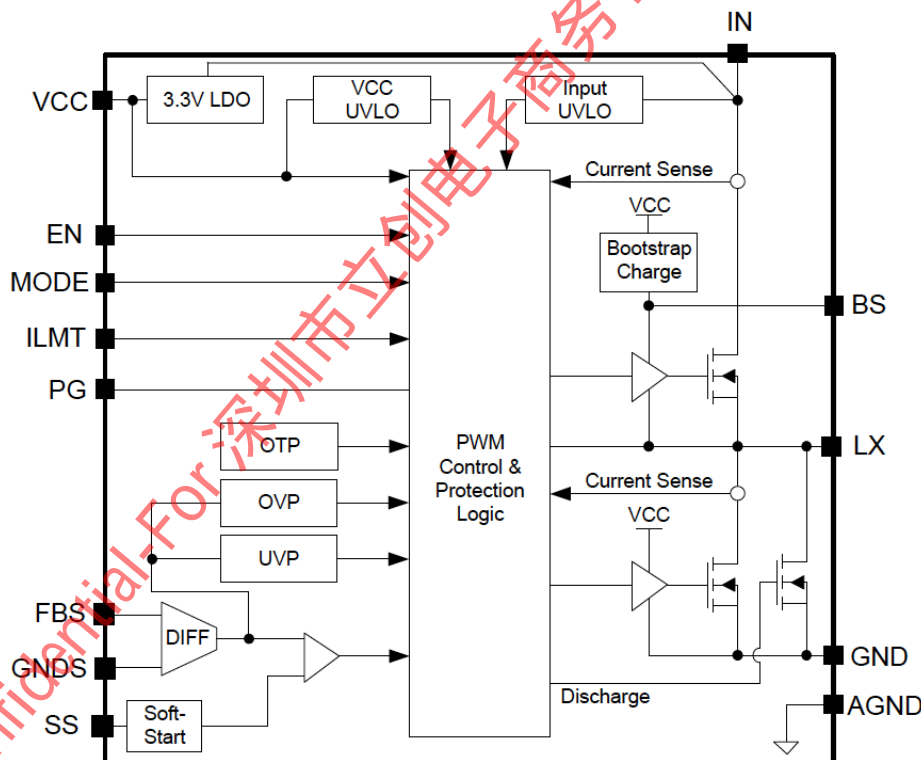 IN
VCC
3.3V LDO
VCC
UVLO
Input
UVLO
Current Sense
VCC
Bootstrap
Charge
EN
MODE
BS
ILMT
PG
OTP
PWM
Control &
Protection
Logic
LX
OVP
Current Sense
VCC
UVP
FBS
DIFF
GNDS
GND
Discharge
SS
Soft-
Start
AGND
nfidential-For 深圳市立创电子商务